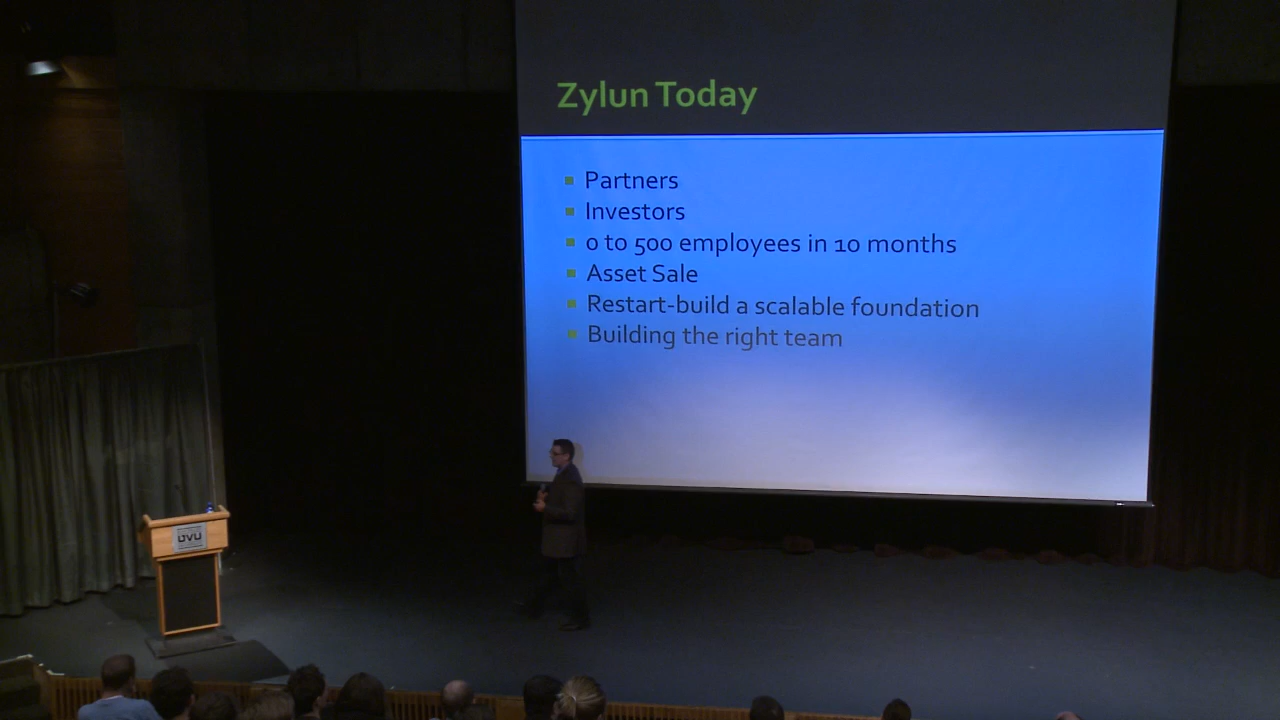 Zylun Today
Partners
Investors
0 to 500 employees in 10 months
Asset Sale
Restart-build a scalable foundation
Building the right team
UVU